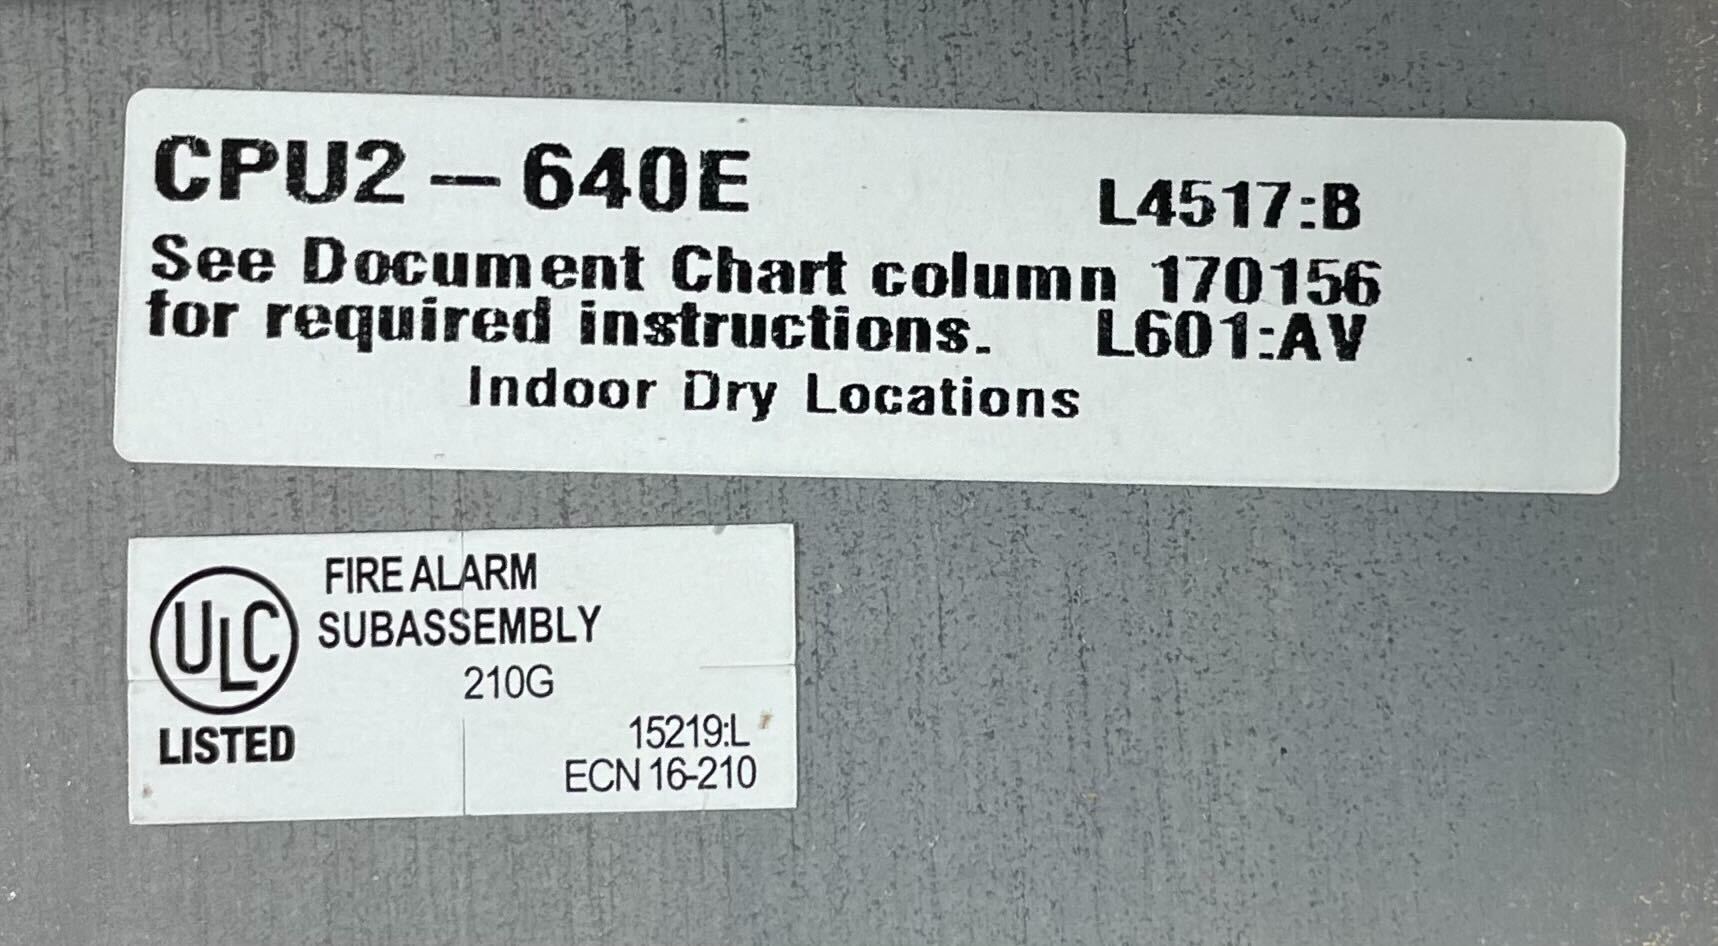 CPU2-640E L4517:B
See Document Chart column 170156
for required instructions. L601:AV
Indoor Dry Locations
ULC
LISTED
FIRE ALARM
SUBASSEMBLY
210G
15219:L
ECN 16-210